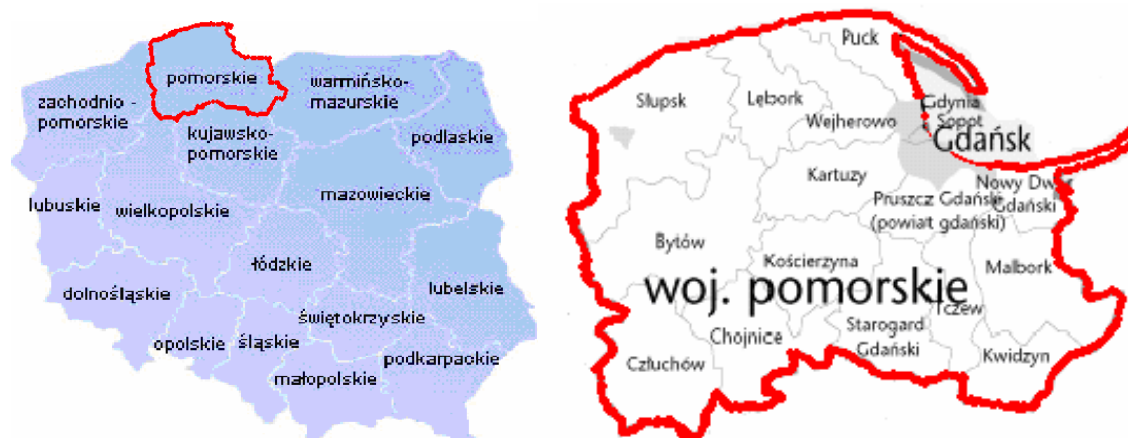 pomorskie
warmińsko-
mazurskie
zachodnio -
pomorskie
kujawsko-
pomorskie
podlaskie
mazowieckie
lubuskie
wielkopolskie
łódzkie
dolnośląskie
lubelskie
świętokrzyskie
opolskie
śląskie
podkarpackie
małopolskie
Puck
Słupsk
Lębork
Gdynia
Wejherowo
Sopot
Gdańsk
Kartuzy
Nowy Dwór
Pruszcz Gdański
Gdański
(powiat gdański)
Bytów
Kościerzyna
Malbork
woj. pomorskie
Tczew
Starogard
Gdański
Chojnice
Człuchów
Kwidzyn